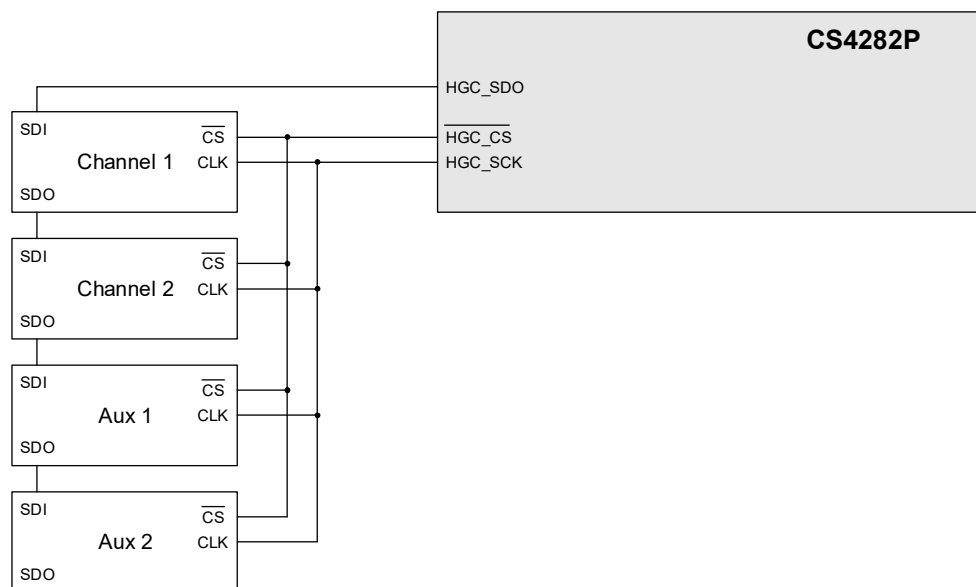 CS4282P
HGC_SDO
HGC_CS
HGC_SCK
SDI
CS
Channel 1
CLK
SDO
SDI
CS
Channel 2
CLK
SDO
SDI
CS
Aux 1
CLK
SDO
SDI
CS
Aux 2
CLK
SDO